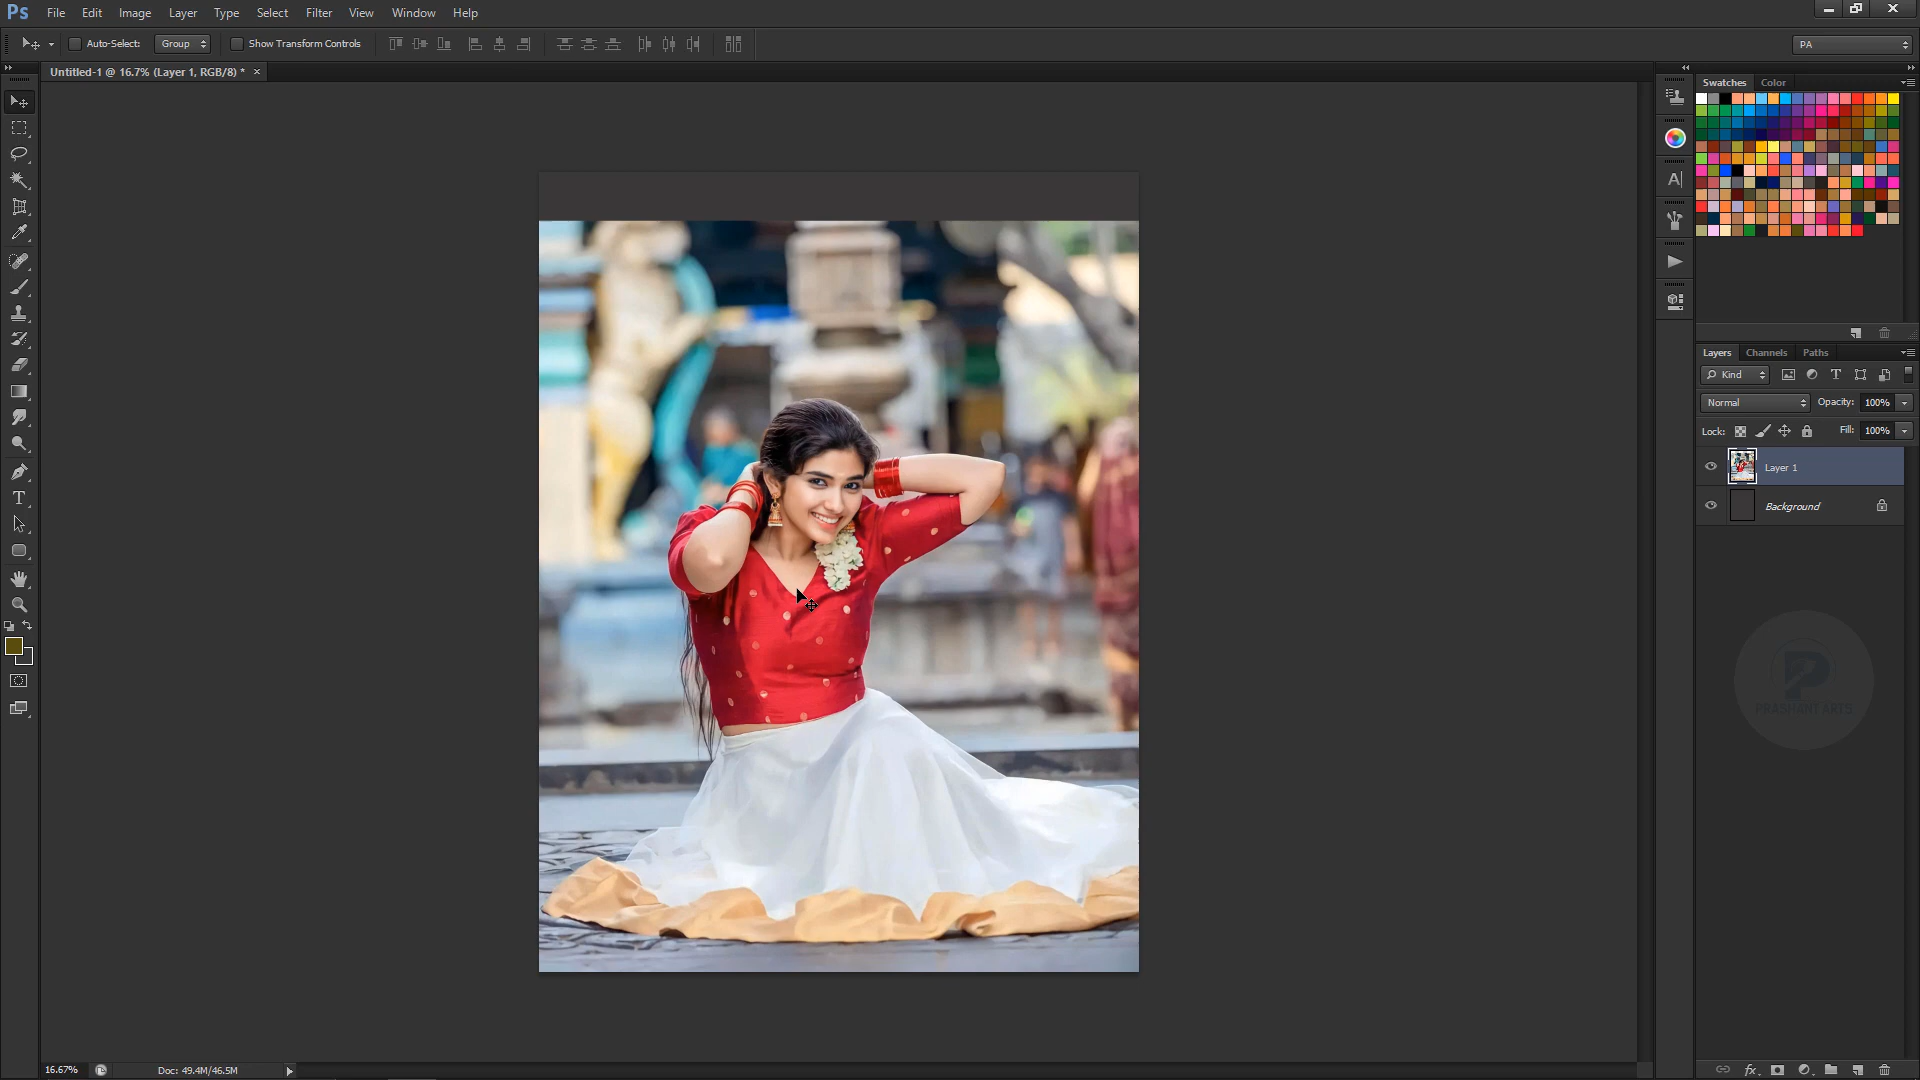 Ps File Edit Image Layer Type Select Filter View Window Help
Auto-Select: Group Show Transform Controls PA
Untitled-1 @ 16.7% (Layer 1, RGB/8) * ×
Swatches Color
Layers Channels Paths
Kind
Normal Opacity: 100%
Lock: Fill: 100%
Layer 1
Background
PRASHANT ARTS
16.67% Doc: 49.4M/46.5M